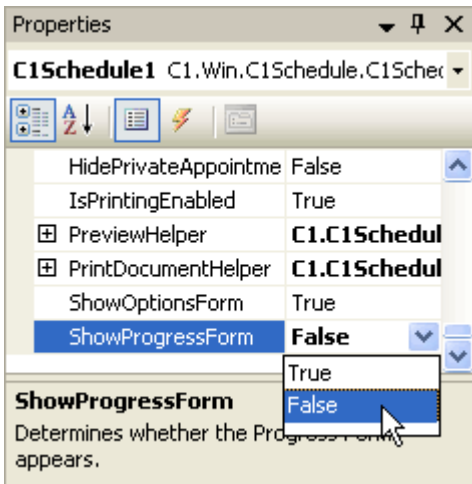 Properties
C1Schedule1 C1.Win.C1Schedule.C1Sched
HidePrivateAppointme False
IsPrintingEnabled True
PreviewHelper C1.C1Schedul
PrintDocumentHelper C1.C1Schedul
ShowOptionsForm True
ShowProgressForm False
True
False
ShowProgressForm
Determines whether the Progress Form
appears.